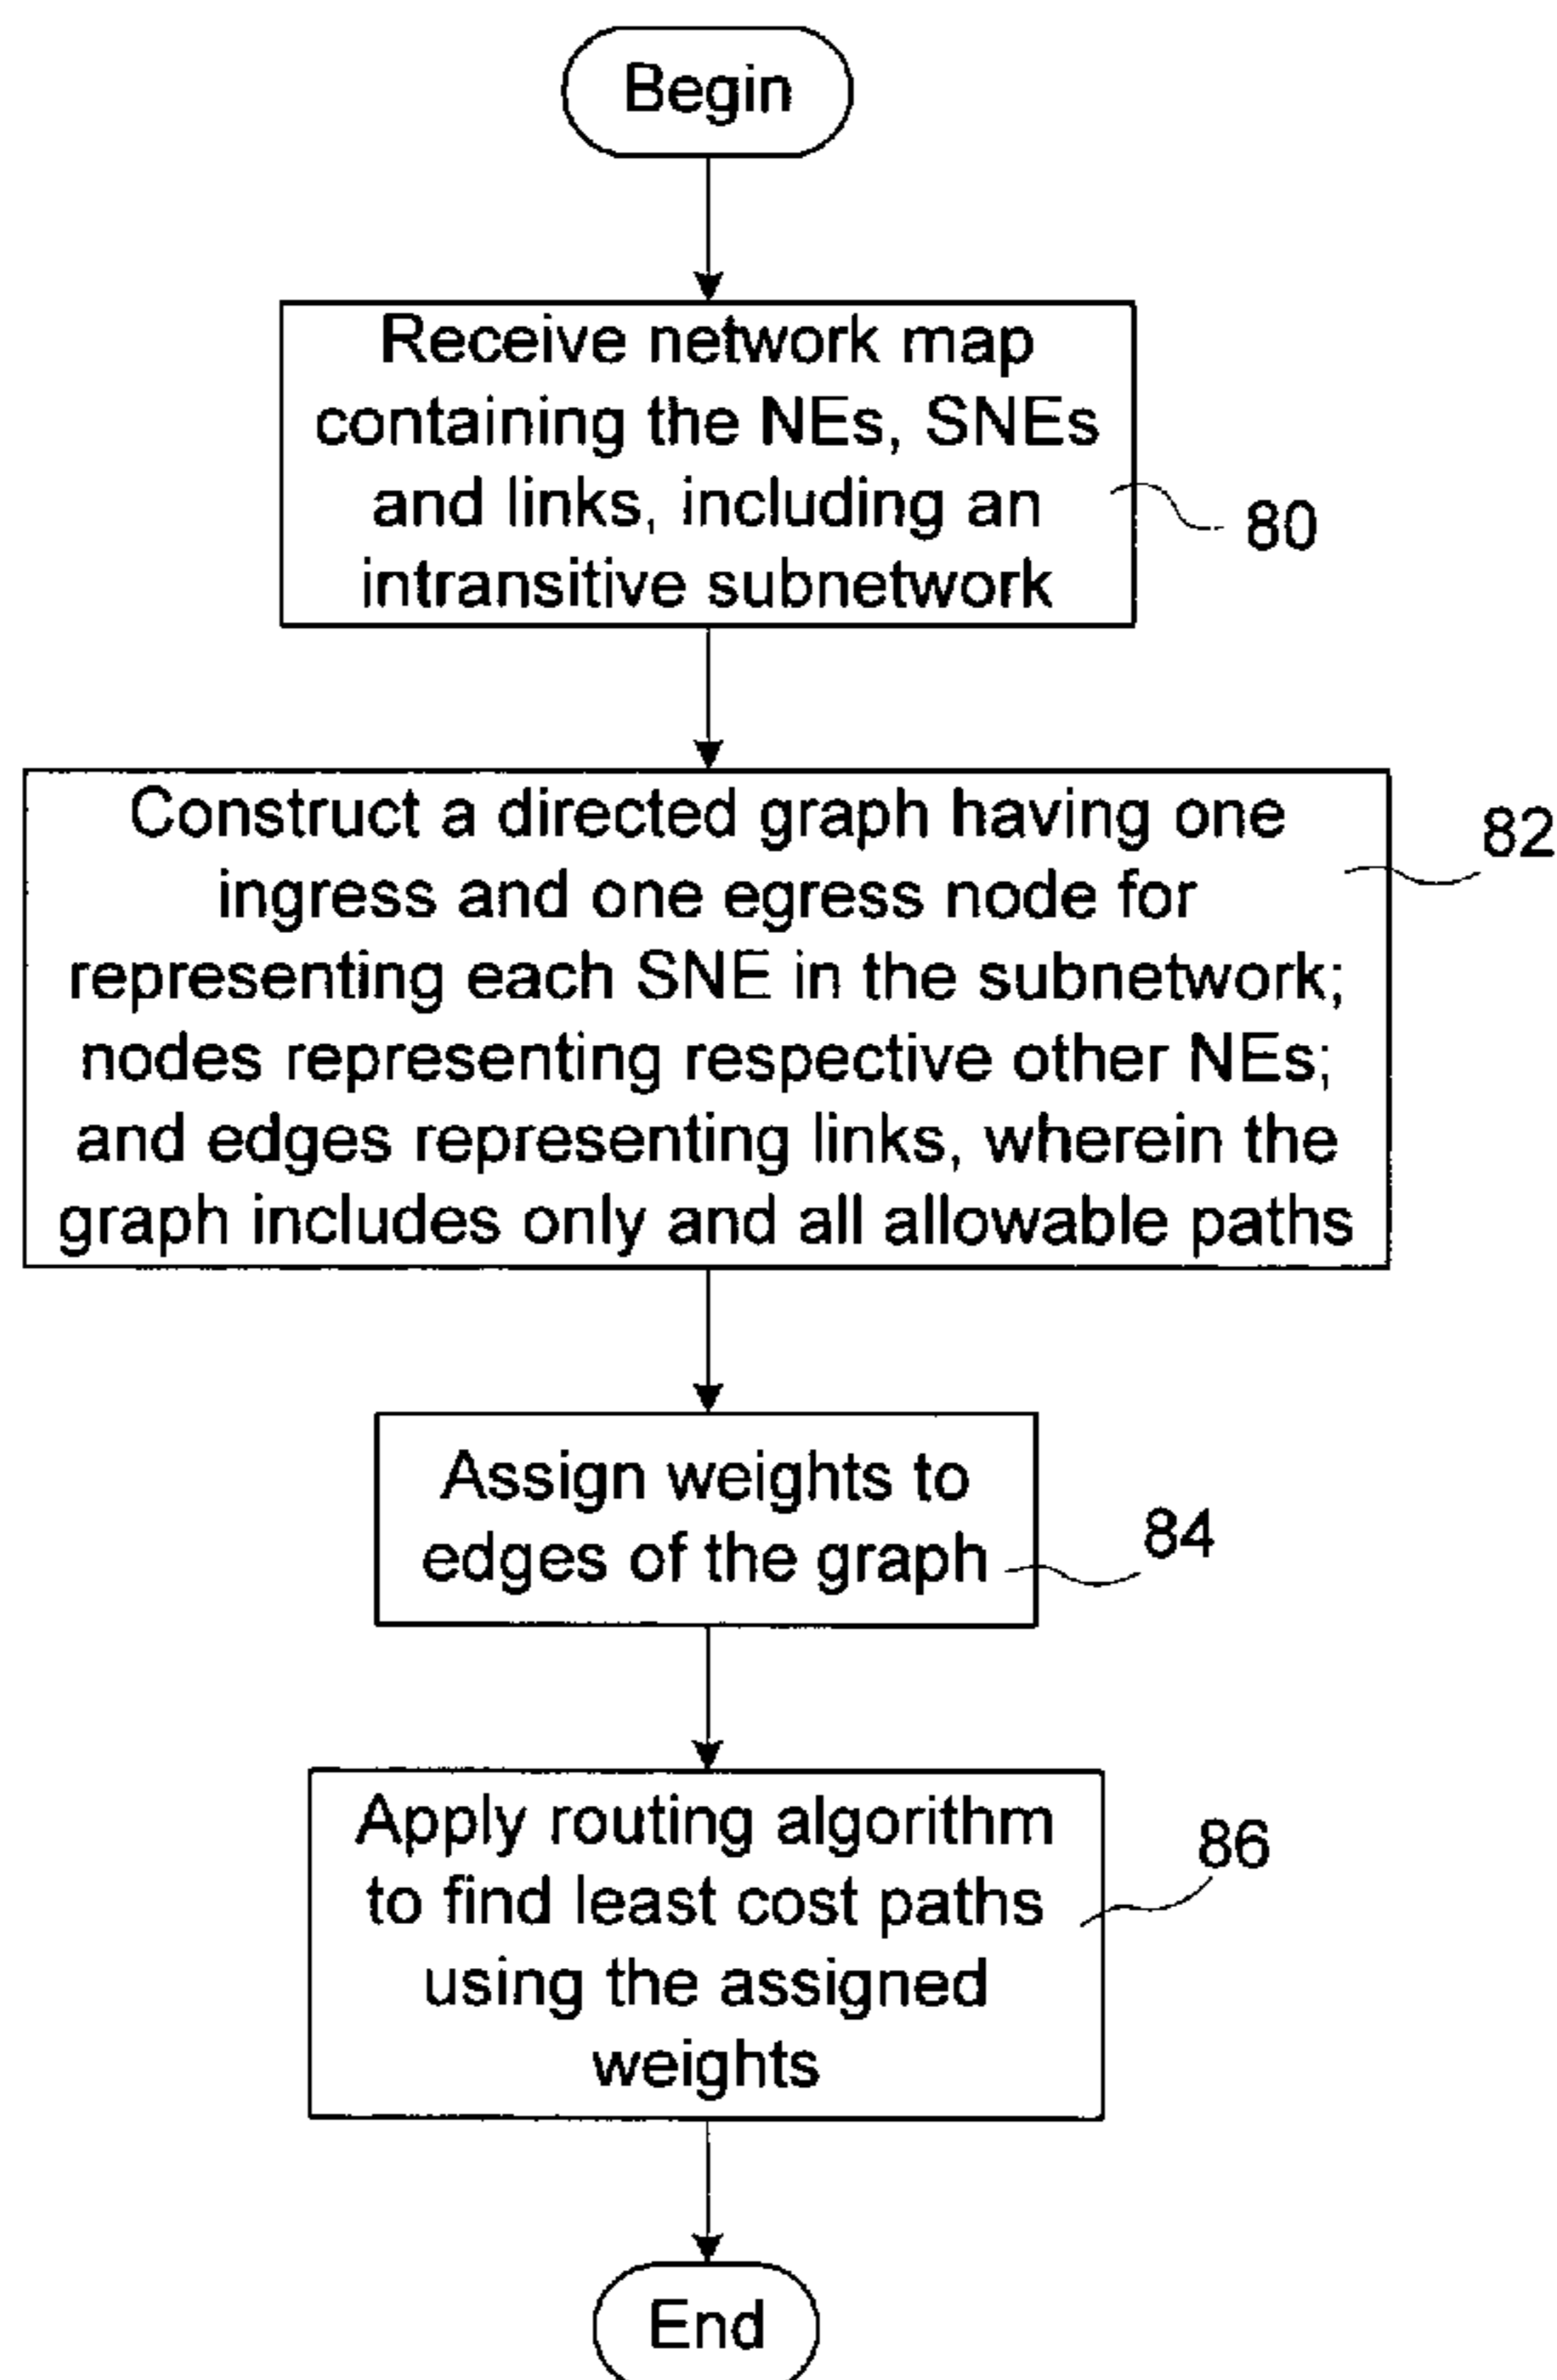 Begin
Receive network map
containing the NEs, SNEs
and links, including an
intransitive subnetwork
80
Construct a directed graph having one
ingress and one egress node for
representing each SNE in the subnetwork;
nodes representing respective other NEs;
and edges representing links, wherein the
graph includes only and all allowable paths
82
Assign weights to
edges of the graph
84
Apply routing algorithm
to find least cost paths
using the assigned
weights
86
End